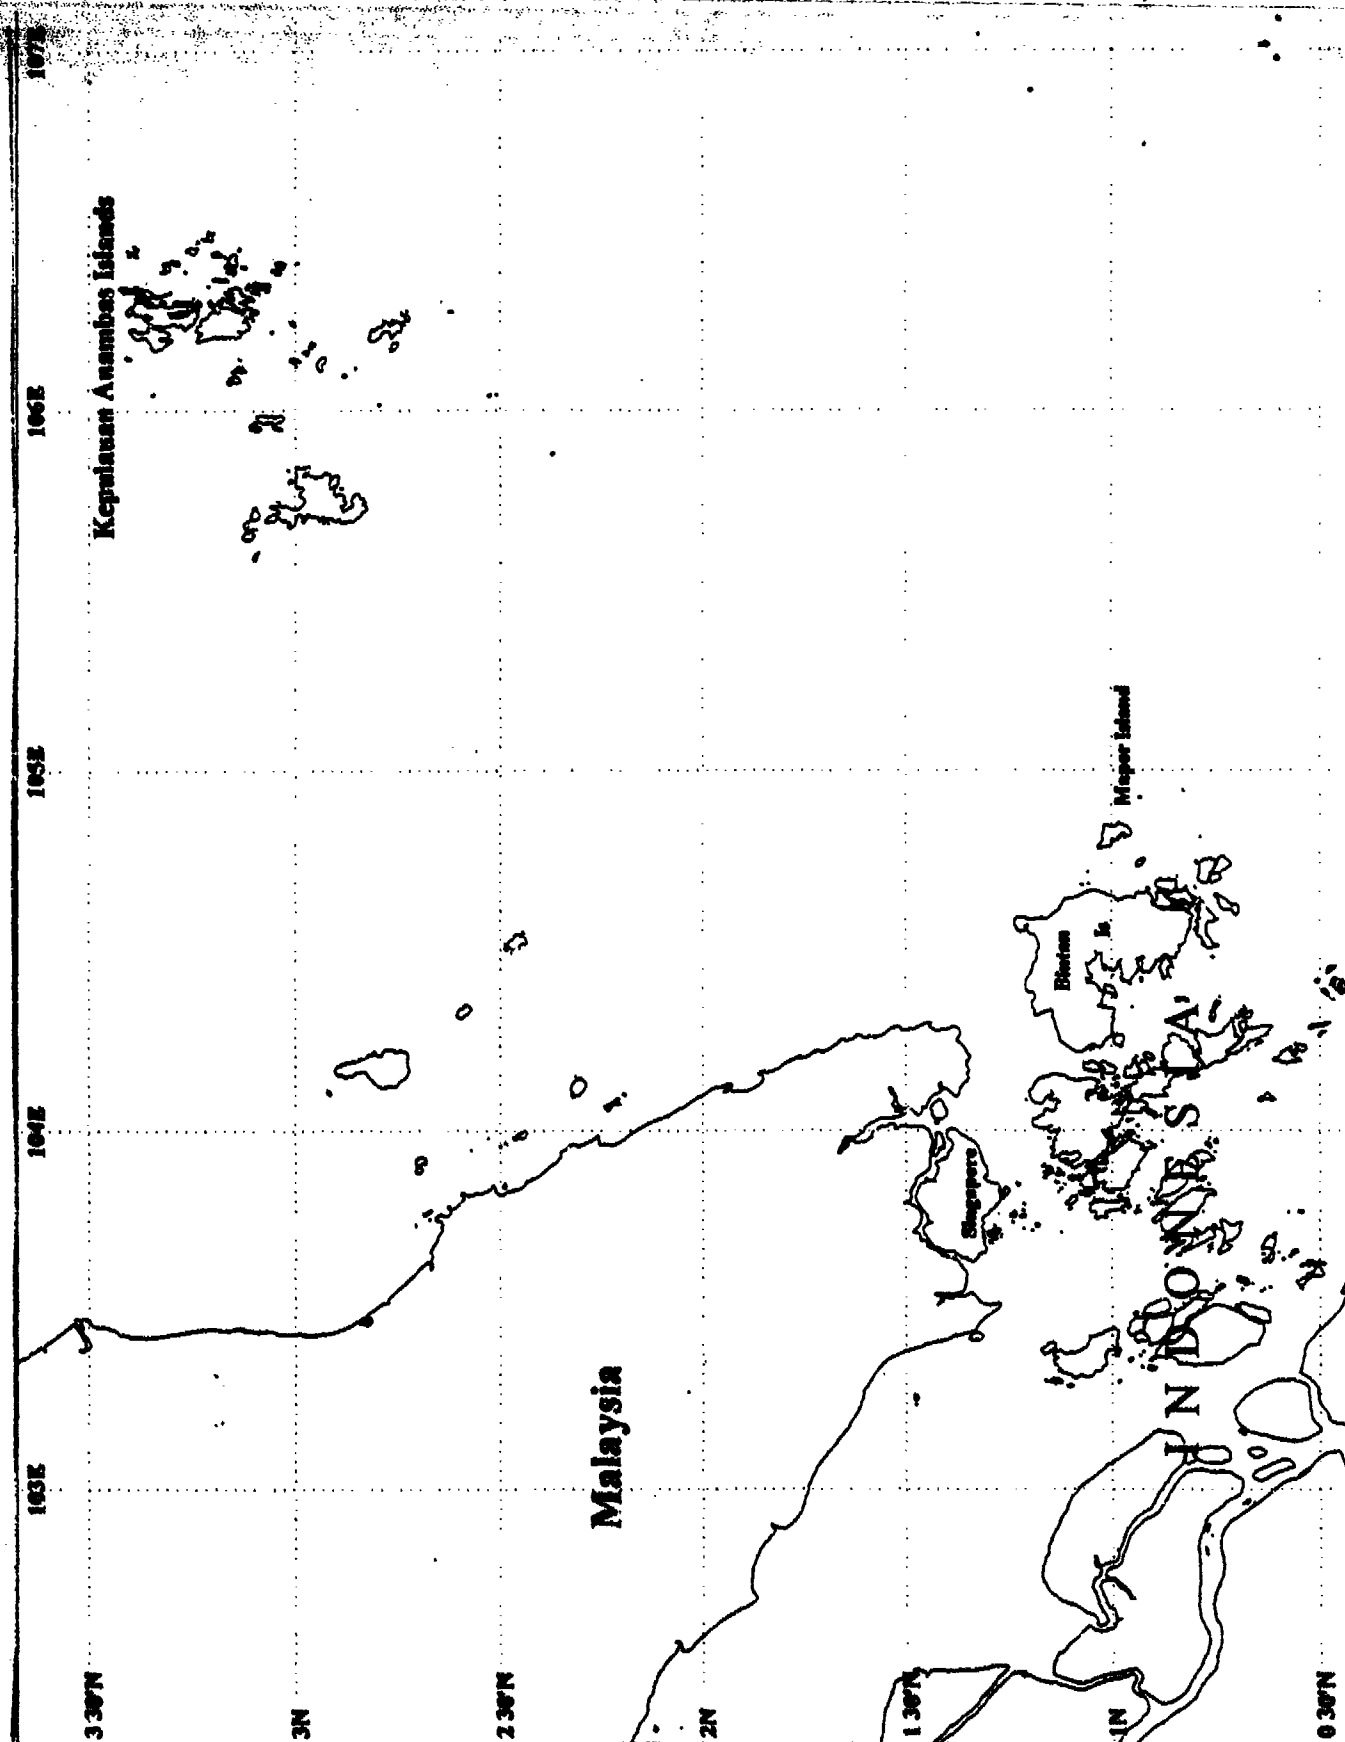 Kepulauan Anambas Islands
Malaysia
Singapore
Bintan
Is
Mapor Island
INDONESIA
3 30'N
3N
2 30'N
2N
1 30'N
1N
0 30'N
103E
104E
105E
106E
107E